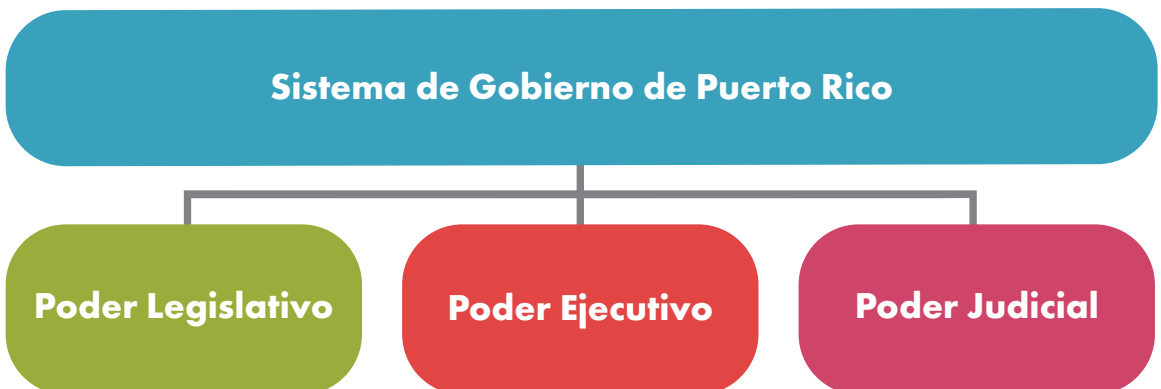 Sistema de Gobierno de Puerto Rico
Poder Legislativo
Poder Ejecutivo
Poder Judicial